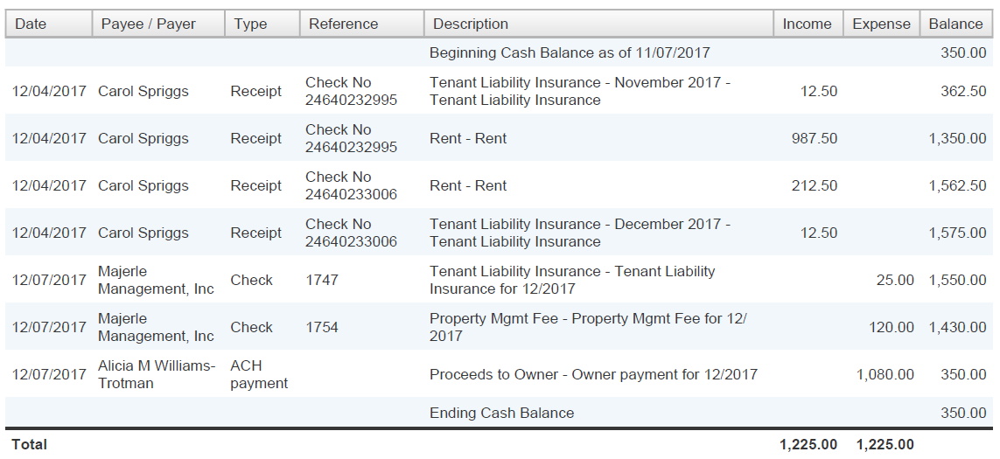 Date Payee / Payer Type Reference Description Income Expense Balance
Beginning Cash Balance as of 11/07/2017 350.00
12/04/2017 Carol Spriggs Receipt Check No 24640232995 Tenant Liability Insurance - November 2017 - Tenant Liability Insurance 12.50 362.50
12/04/2017 Carol Spriggs Receipt Check No 24640232995 Rent - Rent 987.50 1,350.00
12/04/2017 Carol Spriggs Receipt Check No 24640233006 Rent - Rent 212.50 1,562.50
12/04/2017 Carol Spriggs Receipt Check No 24640233006 Tenant Liability Insurance - December 2017 - Tenant Liability Insurance 12.50 1,575.00
12/07/2017 Majerle Management, Inc Check 1747 Tenant Liability Insurance - Tenant Liability Insurance for 12/2017 25.00 1,550.00
12/07/2017 Majerle Management, Inc Check 1754 Property Mgmt Fee - Property Mgmt Fee for 12/ 2017 120.00 1,430.00
12/07/2017 Alicia M Williams- Trotman ACH payment Proceeds to Owner - Owner payment for 12/2017 1,080.00 350.00
Ending Cash Balance 350.00
Total 1,225.00 1,225.00